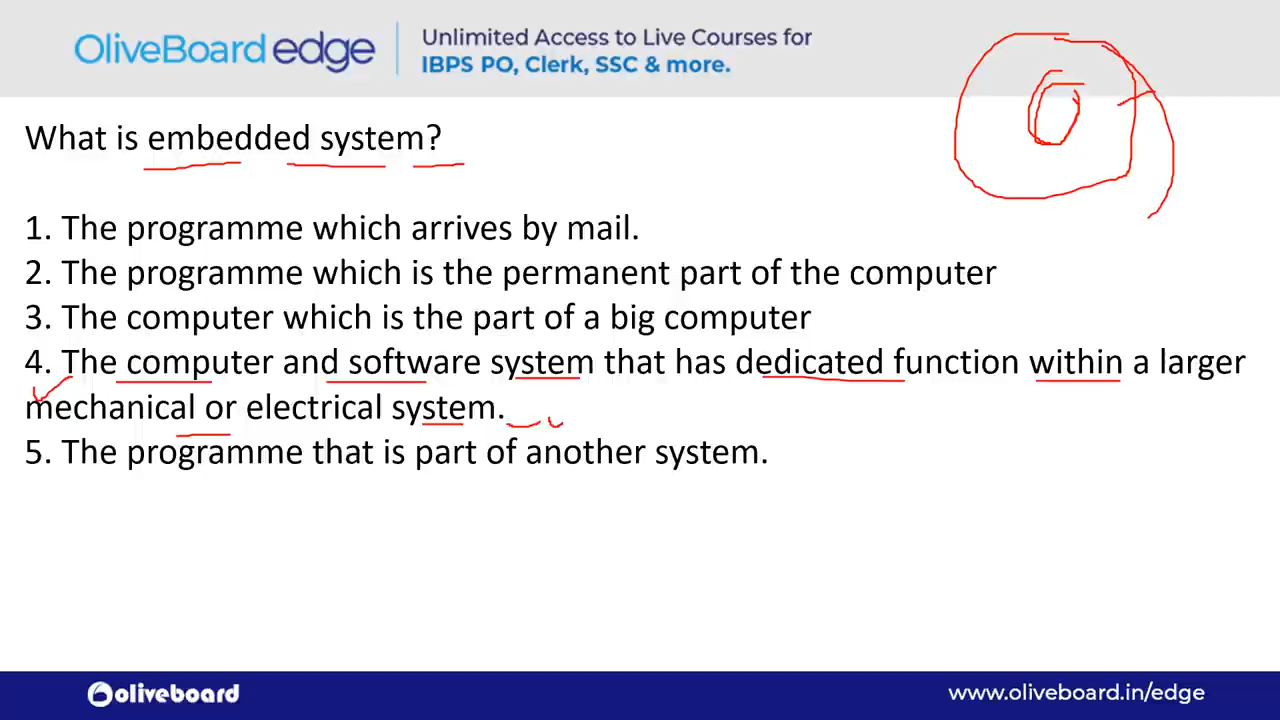 OliveBoard edge
Unlimited Access to Live Courses for
IBPS PO, Clerk, SSC & more.
What is embedded system?
1. The programme which arrives by mail.
2. The programme which is the permanent part of the computer
3. The computer which is the part of a big computer
4. The computer and software system that has dedicated function within a larger
mechanical or electrical system.
5. The programme that is part of another system.
oliveboard
www.oliveboard.in/edge